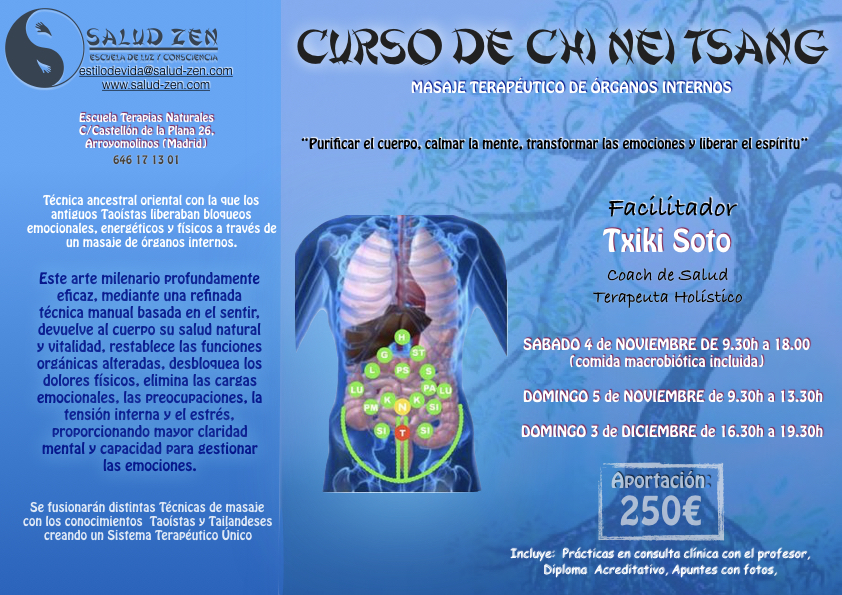 SALUD ZEN
ESCUELA DE LUZ Y CONSCIENCIA
estilodevida@salud-zen.com
www.salud-zen.com
Escuela Terapias Naturales
C/Castellón de la Plana 26.
Arroyomolinos (Madrid)
646 17 13 01
Técnica ancestral oriental con la que los
antiguos Taoístas liberaban bloqueos
emocionales, energéticos y físicos a través de
un masaje de órganos internos.
Este arte milenario profundamente
eficaz, mediante una refinada
técnica manual basada en el sentir,
devuelve al cuerpo su salud natural
y vitalidad, restablece las funciones
orgánicas alteradas, desbloquea los
dolores físicos, elimina las cargas
emocionales, las preocupaciones, la
tensión interna y el estrés,
proporcionando mayor claridad
mental y capacidad para gestionar
las emociones.
Se fusionarán distintas Técnicas de masaje
con los conocimientos Taoístas y Tailandeses
creando un Sistema Terapéutico Único
CURSO DE CHI NEI TSANG
MASAJE TERAPÉUTICO DE ÓRGANOS INTERNOS
"Purificar el cuerpo, calmar la mente, transformar las emociones y liberar el espíritu"
Facilitador
Txiki Soto
Coach de Salud
Terapeuta Holístico
H
G ST
L PS S
LU PA LU
K K
PM N SI
SI T SI
SABADO 4 de NOVIEMBRE DE 9.30h a 18.00
(comida macrobiótica incluida)
DOMINGO 5 de NOVIEMBRE de 9.30h a 13.30h
DOMINGO 3 de DICIEMBRE de 16.30h a 19.30h
Aportación:
250€
Incluye: Prácticas en consulta clínica con el profesor,
Diploma Acreditativo, Apuntes con fotos,